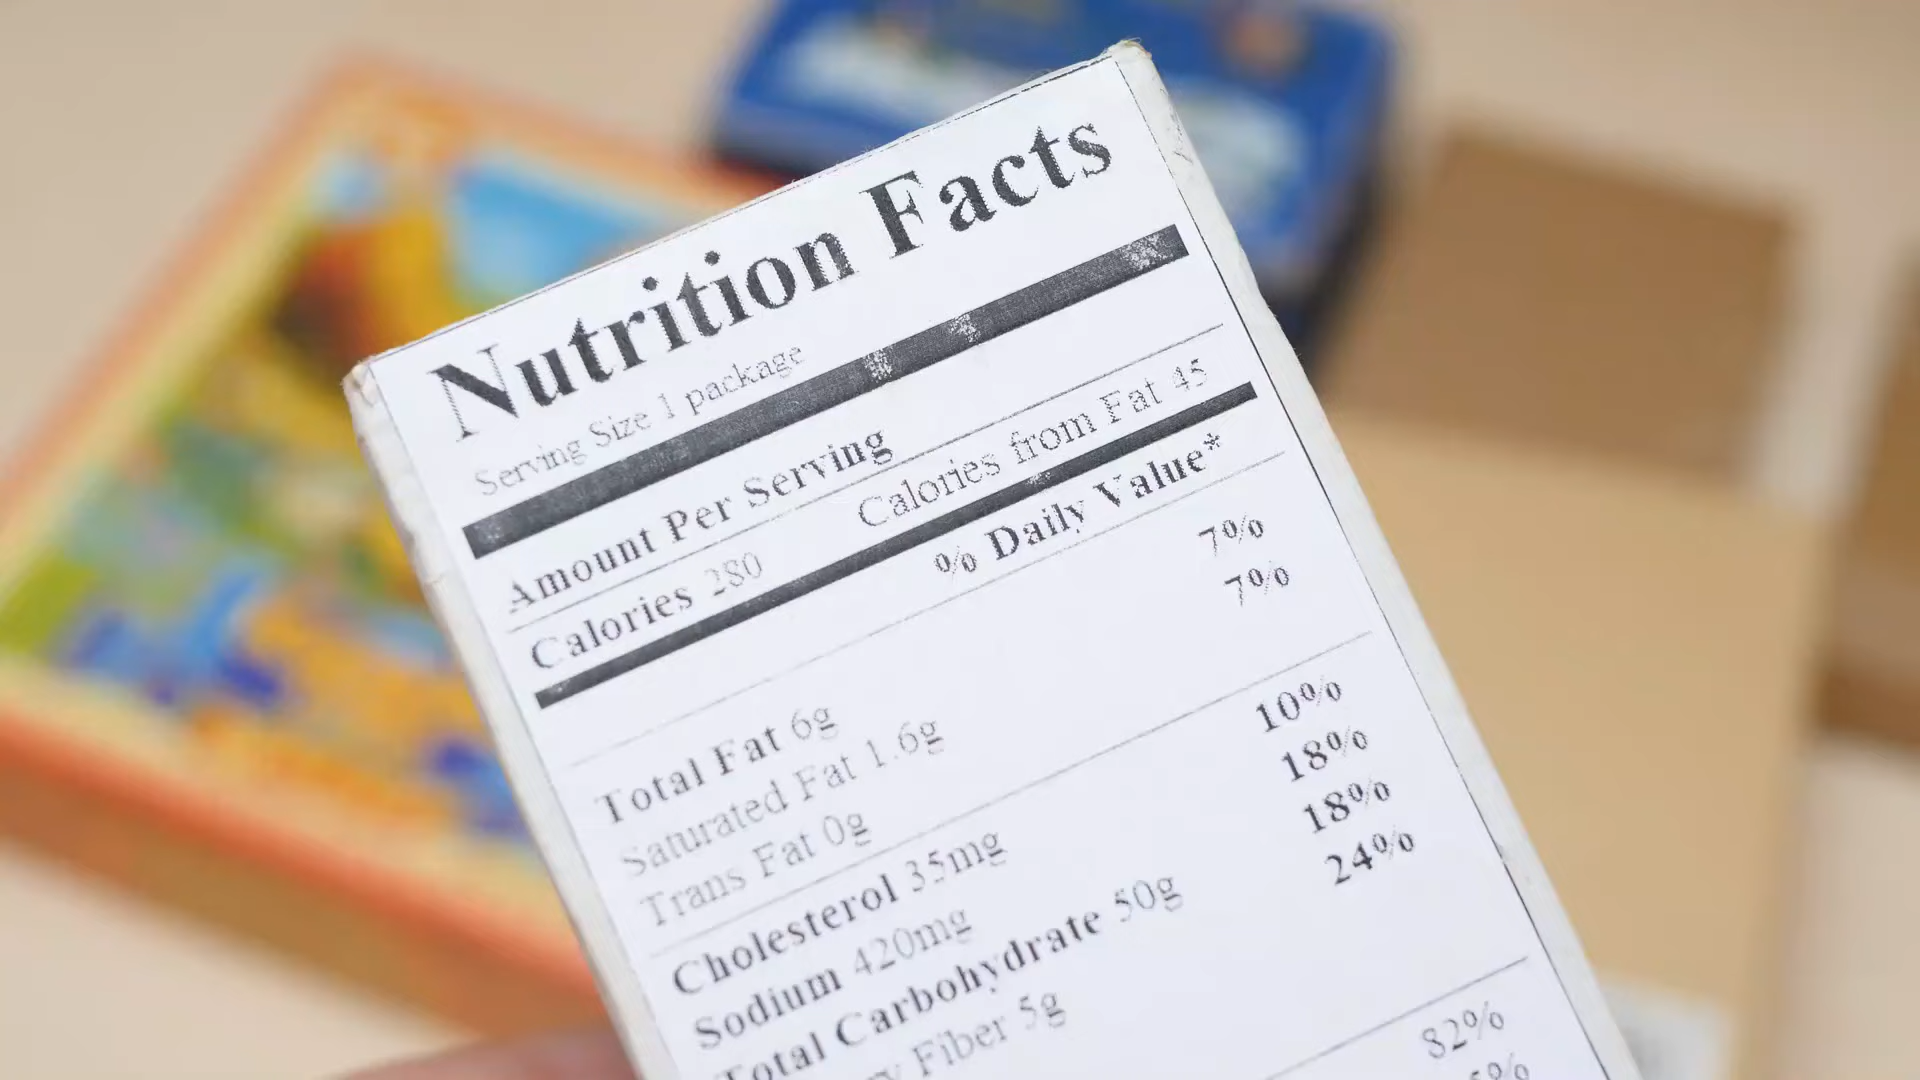 Nutrition Facts
Serving Size 1 package
Amount Per Serving
Calories 280 Calories from Fat 45
% Daily Value*
Total Fat 6g 7%
Saturated Fat 1.6g 7%
Trans Fat 0g
Cholesterol 35mg 10%
Sodium 420mg 18%
Total Carbohydrate 50g 18%
Fiber 5g 24%
82%